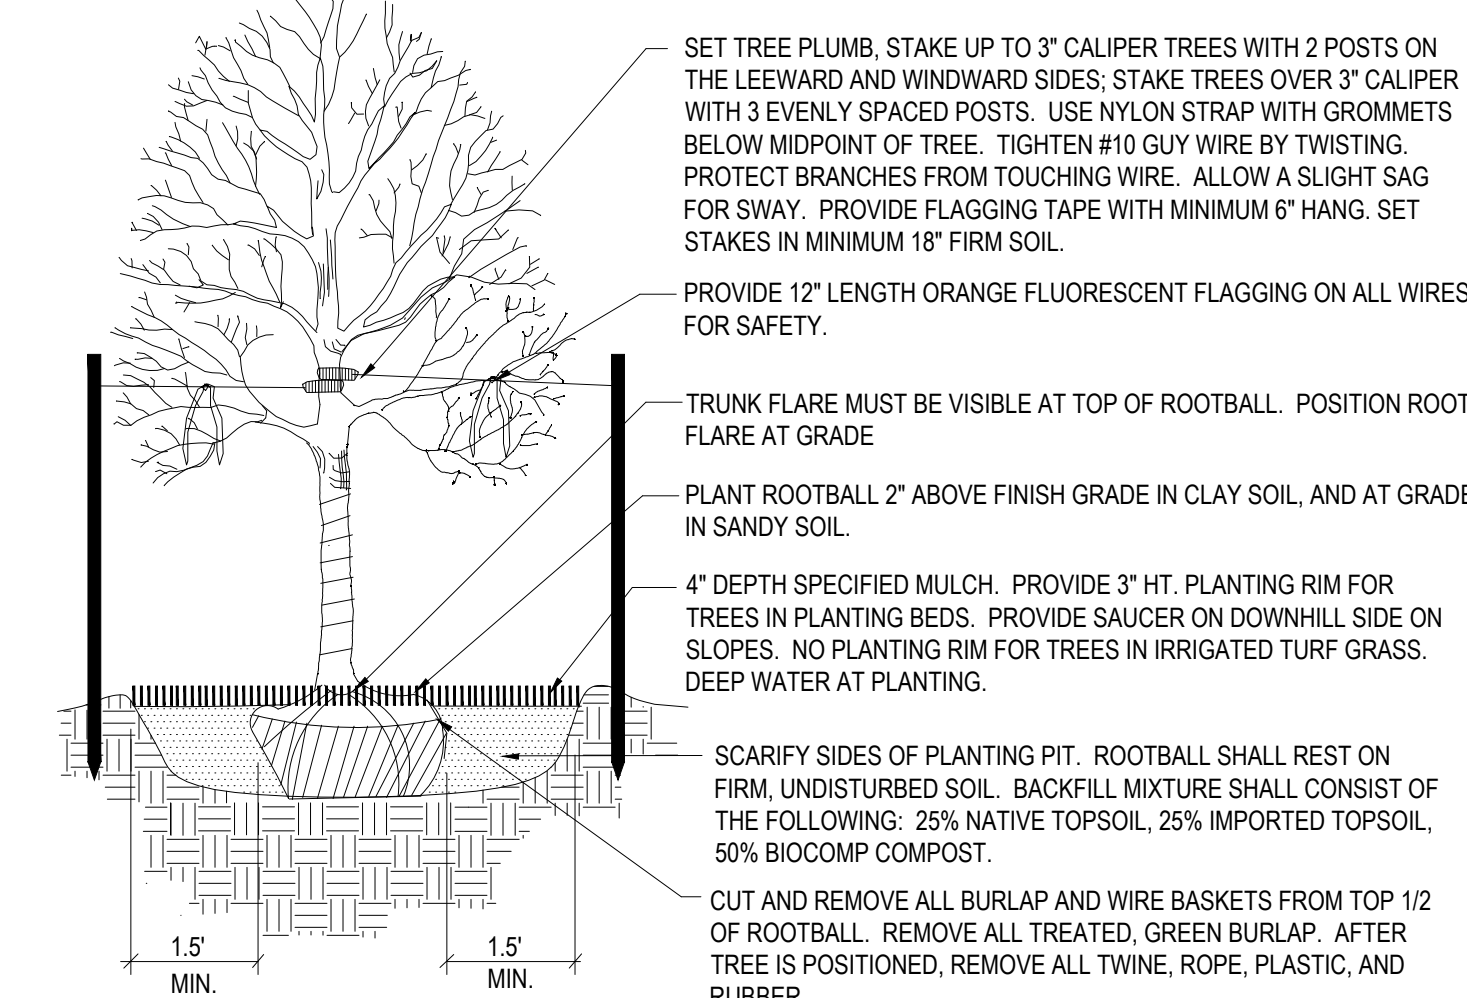 SET TREE PLUMB, STAKE UP TO 3" CALIPER TREES WITH 2 POSTS ON
THE LEEWARD AND WINDWARD SIDES; STAKE TREES OVER 3" CALIPER
WITH 3 EVENLY SPACED POSTS. USE NYLON STRAP WITH GROMMETS
BELOW MIDPOINT OF TREE. TIGHTEN #10 GUY WIRE BY TWISTING.
PROTECT BRANCHES FROM TOUCHING WIRE. ALLOW A SLIGHT SAG
FOR SWAY. PROVIDE FLAGGING TAPE WITH MINIMUM 6" HANG. SET
STAKES IN MINIMUM 18" FIRM SOIL.
PROVIDE 12" LENGTH ORANGE FLUORESCENT FLAGGING ON ALL WIRES
FOR SAFETY.
TRUNK FLARE MUST BE VISIBLE AT TOP OF ROOTBALL. POSITION ROOT
FLARE AT GRADE
PLANT ROOTBALL 2" ABOVE FINISH GRADE IN CLAY SOIL, AND AT GRADE
IN SANDY SOIL.
4" DEPTH SPECIFIED MULCH. PROVIDE 3" HT. PLANTING RIM FOR
TREES IN PLANTING BEDS. PROVIDE SAUCER ON DOWNHILL SIDE ON
SLOPES. NO PLANTING RIM FOR TREES IN IRRIGATED TURF GRASS.
DEEP WATER AT PLANTING.
SCARIFY SIDES OF PLANTING PIT. ROOTBALL SHALL REST ON
FIRM, UNDISTURBED SOIL. BACKFILL MIXTURE SHALL CONSIST OF
THE FOLLOWING: 25% NATIVE TOPSOIL, 25% IMPORTED TOPSOIL,
50% BIOCOMP COMPOST.
CUT AND REMOVE ALL BURLAP AND WIRE BASKETS FROM TOP 1/2
OF ROOTBALL. REMOVE ALL TREATED, GREEN BURLAP. AFTER
TREE IS POSITIONED, REMOVE ALL TWINE, ROPE, PLASTIC, AND
RUBBER
1.5'
MIN.
1.5'
MIN.